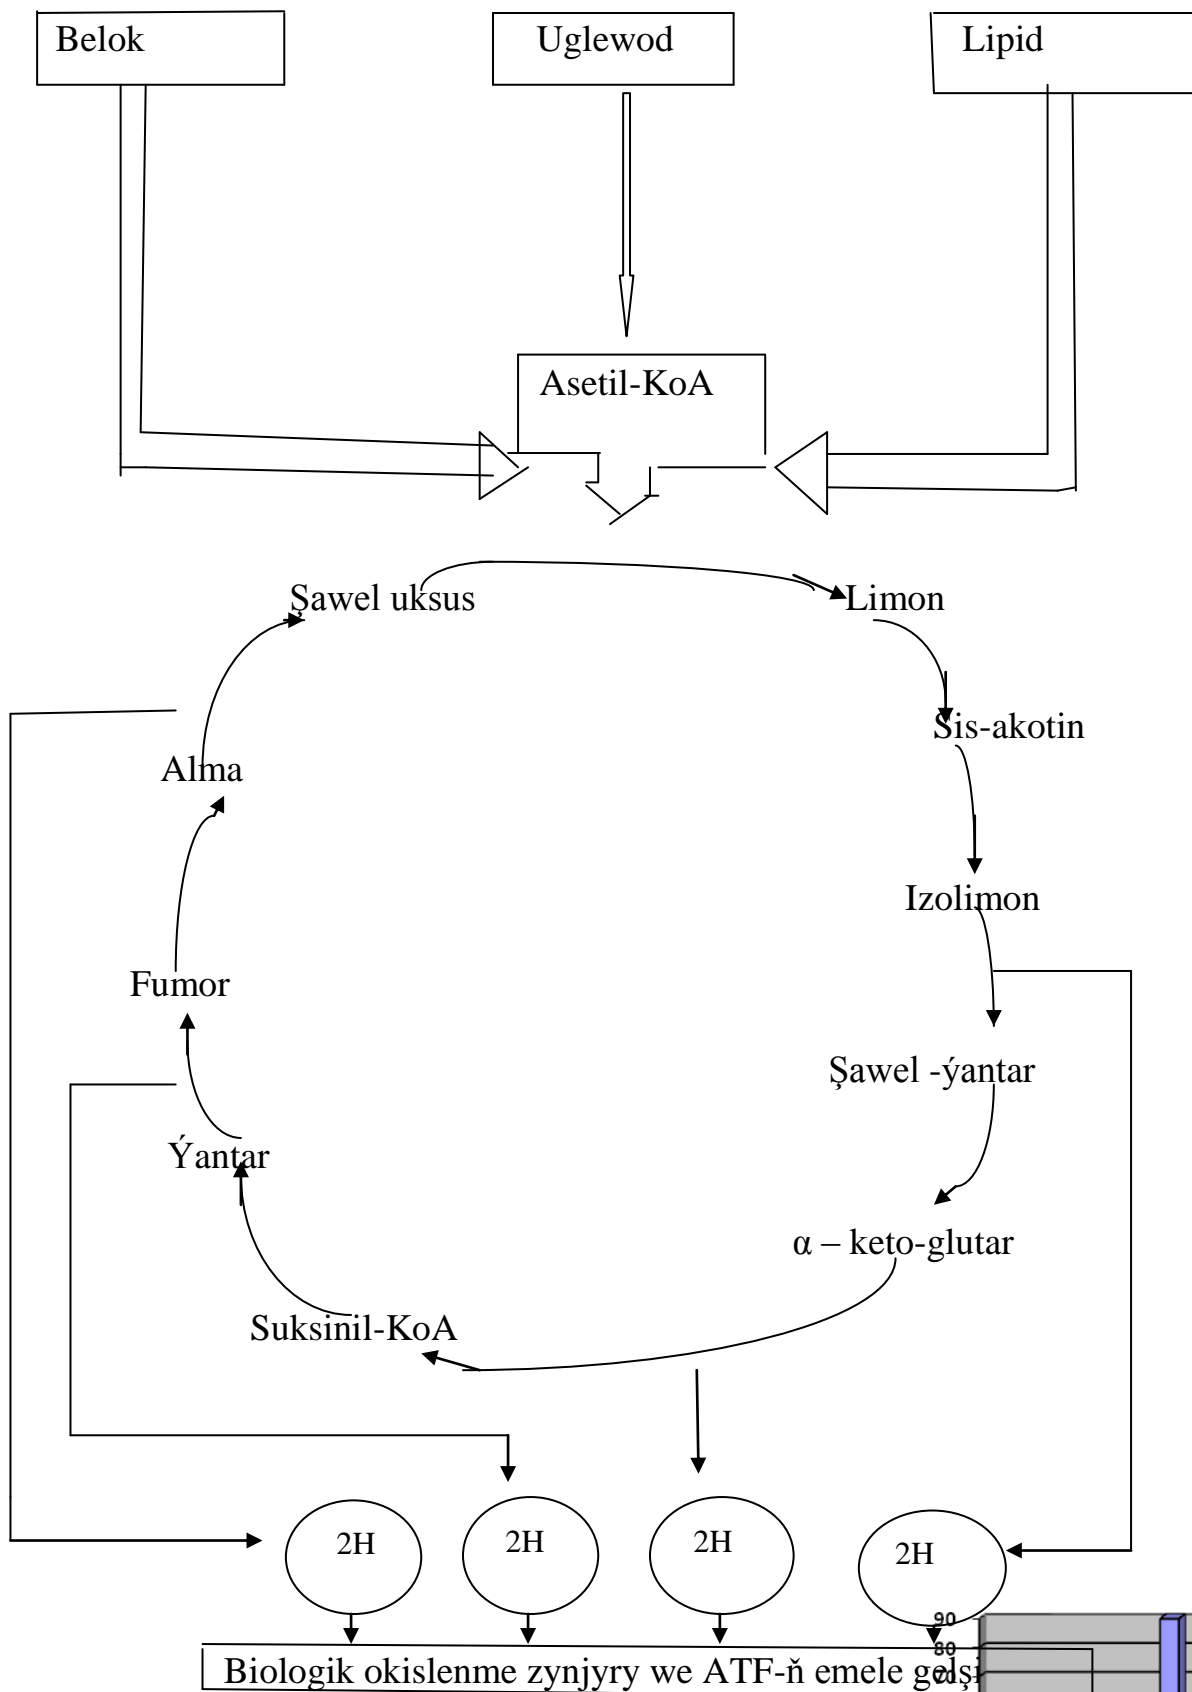 Belok
Uglewod
Lipid
Asetil-KoA
Şawel uksus
Limon
Sis-akotin
Alma
Izolimon
Fumor
Şawel -ýantar
Ýantar
α – keto-glutar
Suksinil-KoA
2H
2H
2H
2H
90
80
Biologik okislenme zynjyry we ATF-ň emele